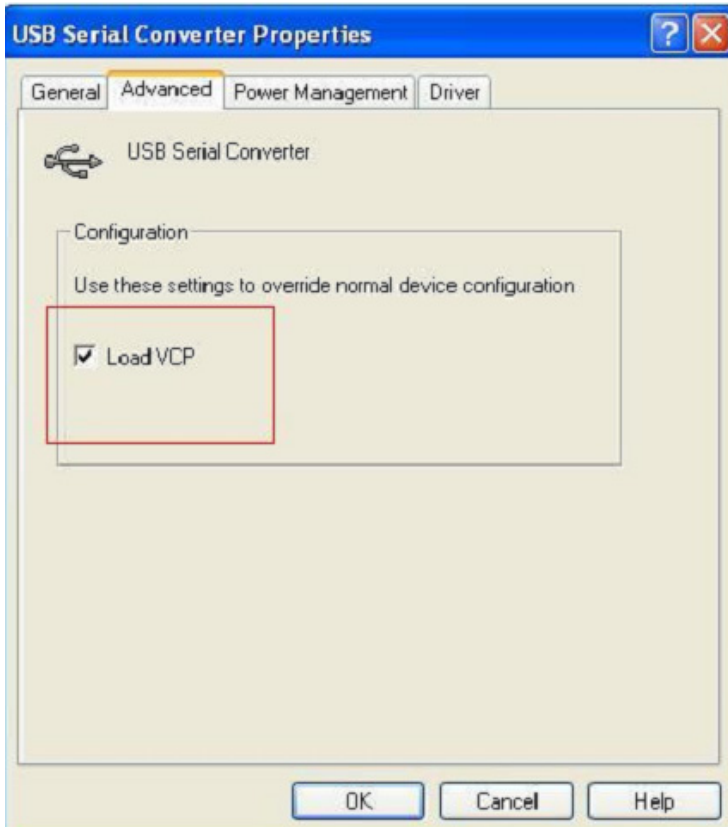 USB Serial Converter Properties
General Advanced Power Management Driver
USB Serial Converter
Configuration
Use these settings to override normal device configuration
Load VCP
OK Cancel Help